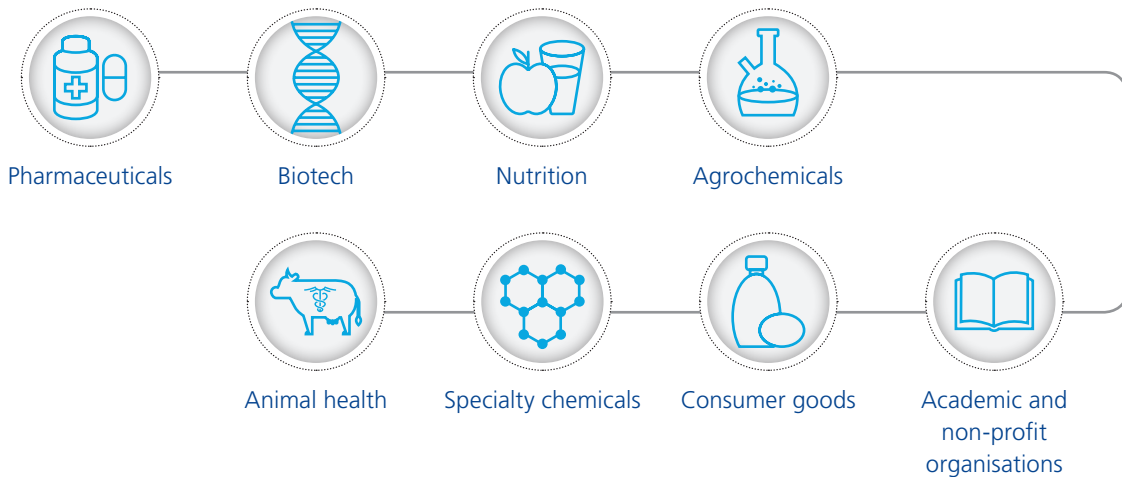 Pharmaceuticals
Biotech
Nutrition
Agrochemicals
Animal health
Specialty chemicals
Consumer goods
Academic and
non-profit
organisations